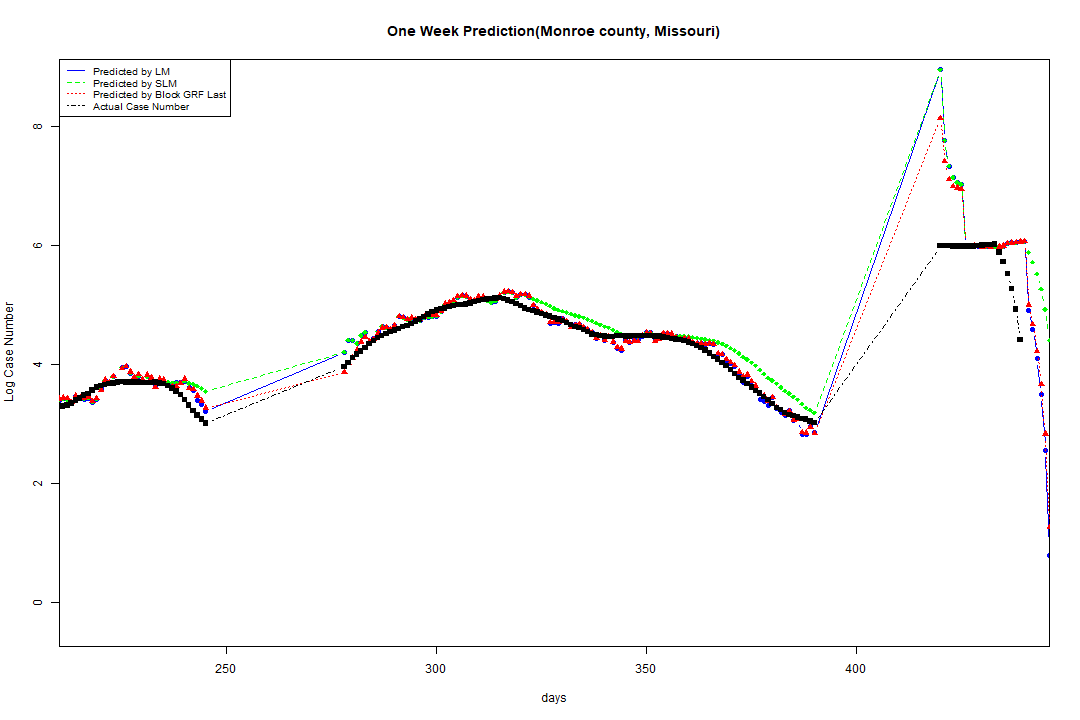 One Week Prediction(Monroe county, Missouri)
Predicted by LM
Predicted by SLM
Predicted by Block GRF Last
Actual Case Number
Log Case Number
8
6
4
2
0
250 300 350 400
days